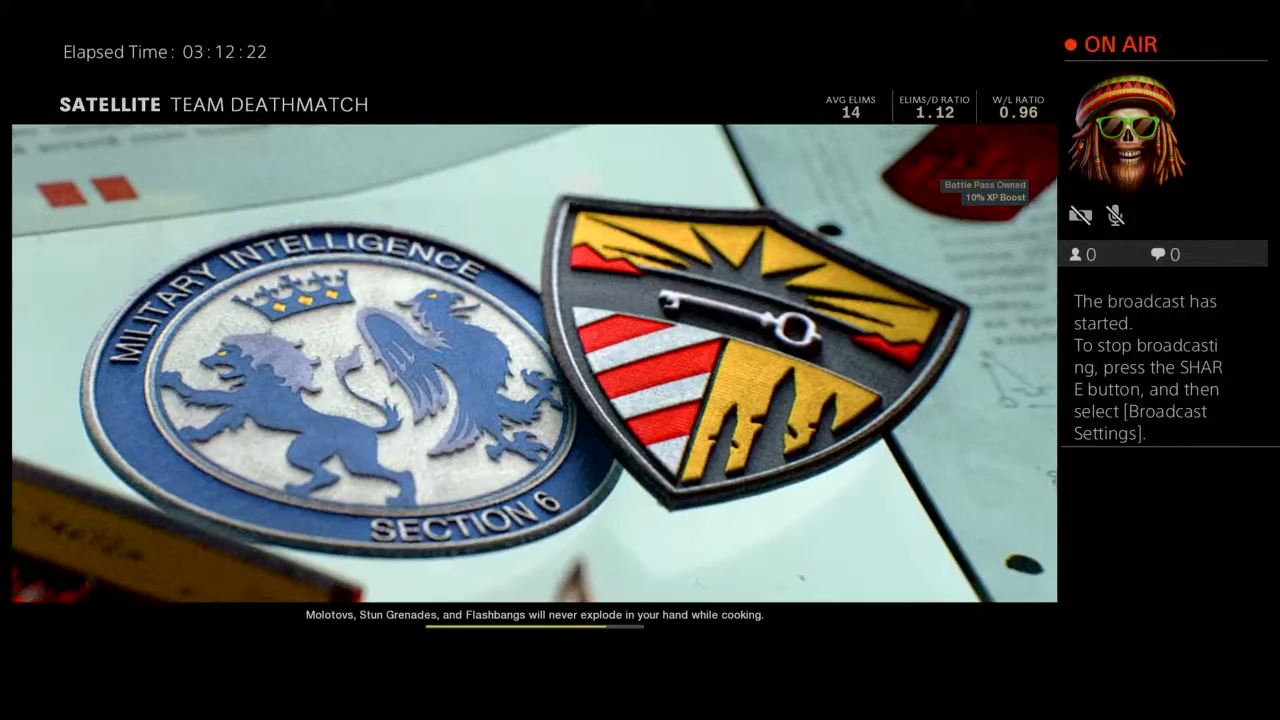 Elapsed Time: 03:12:22
ON AIR
SATELLITE TEAM DEATHMATCH
AVG ELIMS
14
ELIMS/D RATIO
1.12
W/L RATIO
0.96
Battle Pass Owned
10% XP Boost
MILITARY INTELLIGENCE
SECTION 6
0
0
The broadcast has
started.
To stop broadcasti
ng, press the SHAR
E button, and then
select [Broadcast
Settings].
Molotovs, Stun Grenades, and Flashbangs will never explode in your hand while cooking.